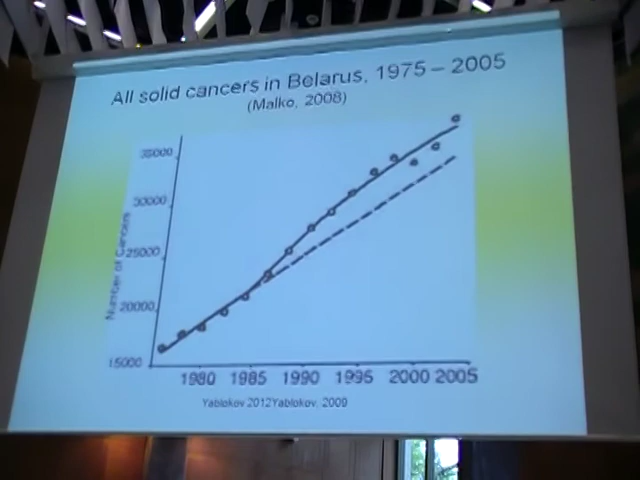 All solid cancers in Belarus, 1975 – 2005
(Malko, 2008)
35000
30000
25000
20000
15000
Number of Cancers
1980 1985 1990 1995 2000 2005
Yablokov 2012Yablokov, 2009